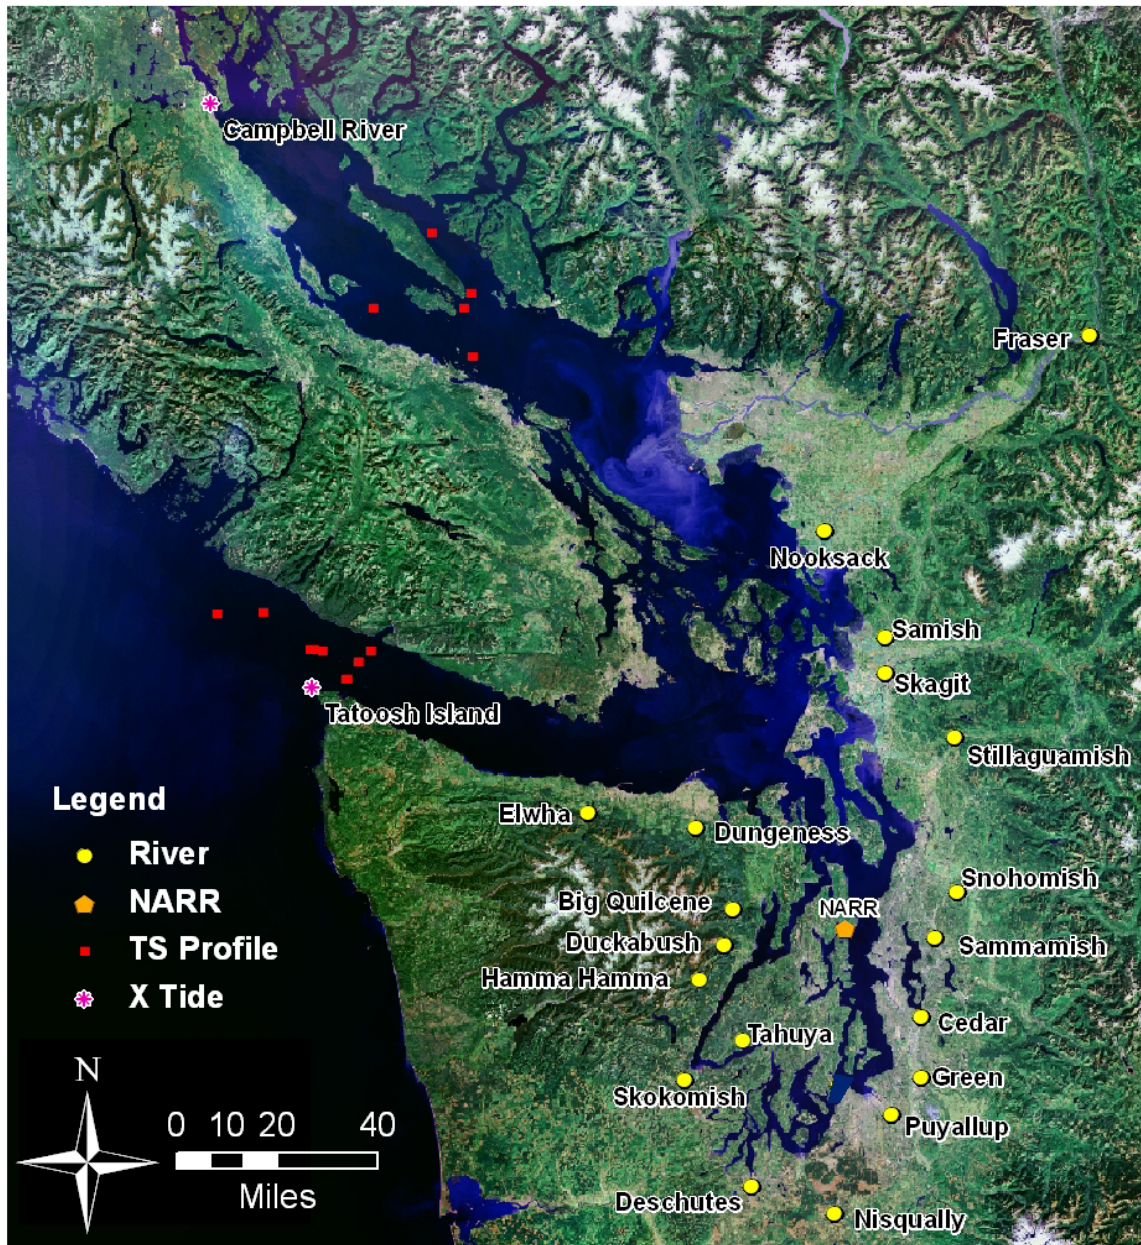 Campbell River
Fraser
Nooksack
Samish
Skagit
Tatoosh Island
Stillaguamish
Legend
River
NARR
TS Profile
X Tide
Elwha
Dungeness
Big Quilcene
NARR
Snohomish
Duckabush
Sammamish
Hamma Hamma
Cedar
Tahuya
Green
Skokomish
Puyallup
Deschutes
Nisqually
N
0 10 20 40
Miles